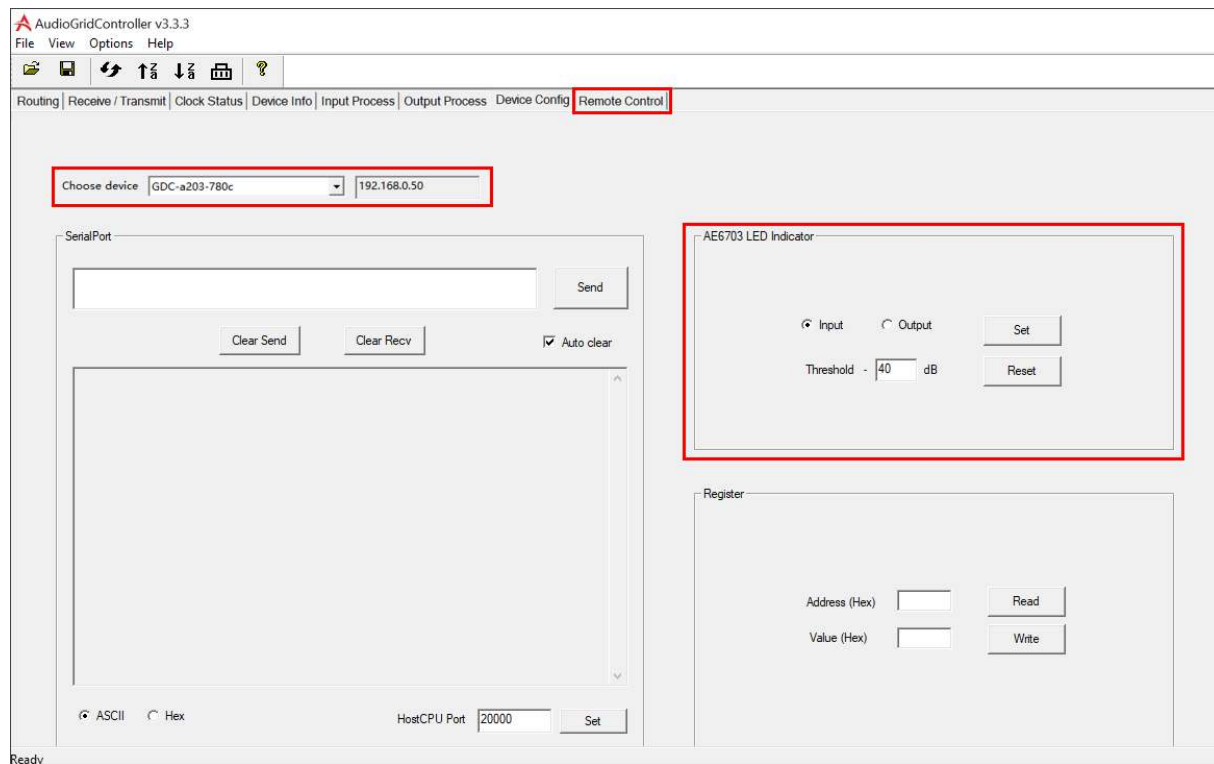 AudioGridController v3.3.3
File View Options Help
Routing Receive / Transmit Clock Status Device Info Input Process Output Process Device Config Remote Control
Choose device GDC-a203-780c 192.168.0.50
SerialPort
Send
Clear Send Clear Recv Auto clear
ASCII Hex HostCPU Port 20000 Set
AE6703 LED Indicator
Input Output Set
Threshold - 40 dB Reset
Register
Address (Hex) Read
Value (Hex) Write
Ready